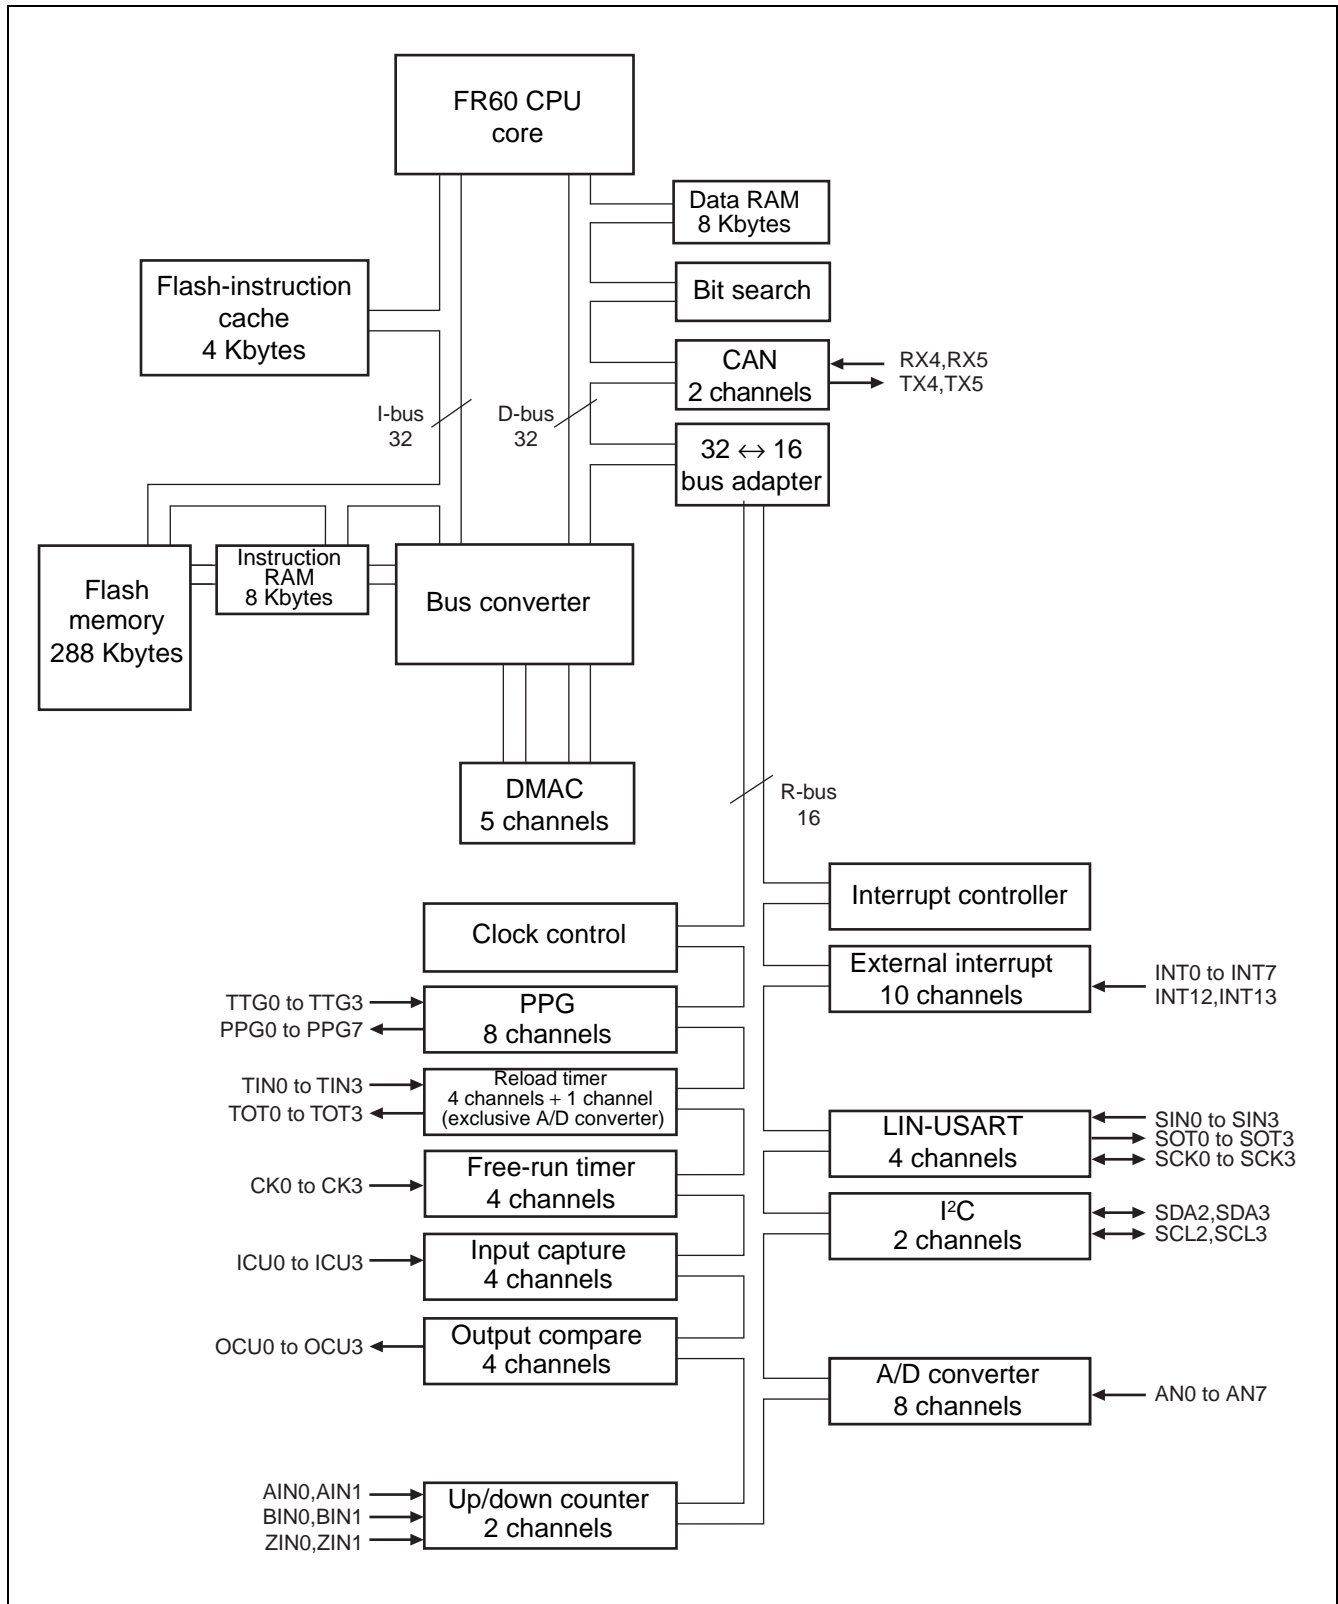 FR60 CPU
core
Data RAM
8 Kbytes
Flash-instruction
cache
4 Kbytes
Bit search
CAN
2 channels
RX4,RX5
TX4,TX5
I-bus
32
D-bus
32
32 ↔ 16
bus adapter
Flash
memory
288 Kbytes
Instruction
RAM
8 Kbytes
Bus converter
DMAC
5 channels
R-bus
16
Interrupt controller
Clock control
External interrupt
10 channels
INT0 to INT7
INT12,INT13
TTG0 to TTG3
PPG0 to PPG7
PPG
8 channels
TIN0 to TIN3
TOT0 to TOT3
Reload timer
4 channels + 1 channel
(exclusive A/D converter)
LIN-USART
4 channels
SIN0 to SIN3
SOT0 to SOT3
SCK0 to SCK3
CK0 to CK3
Free-run timer
4 channels
I²C
2 channels
SDA2,SDA3
SCL2,SCL3
ICU0 to ICU3
Input capture
4 channels
OCU0 to OCU3
Output compare
4 channels
A/D converter
8 channels
AN0 to AN7
AIN0,AIN1
BIN0,BIN1
ZIN0,ZIN1
Up/down counter
2 channels